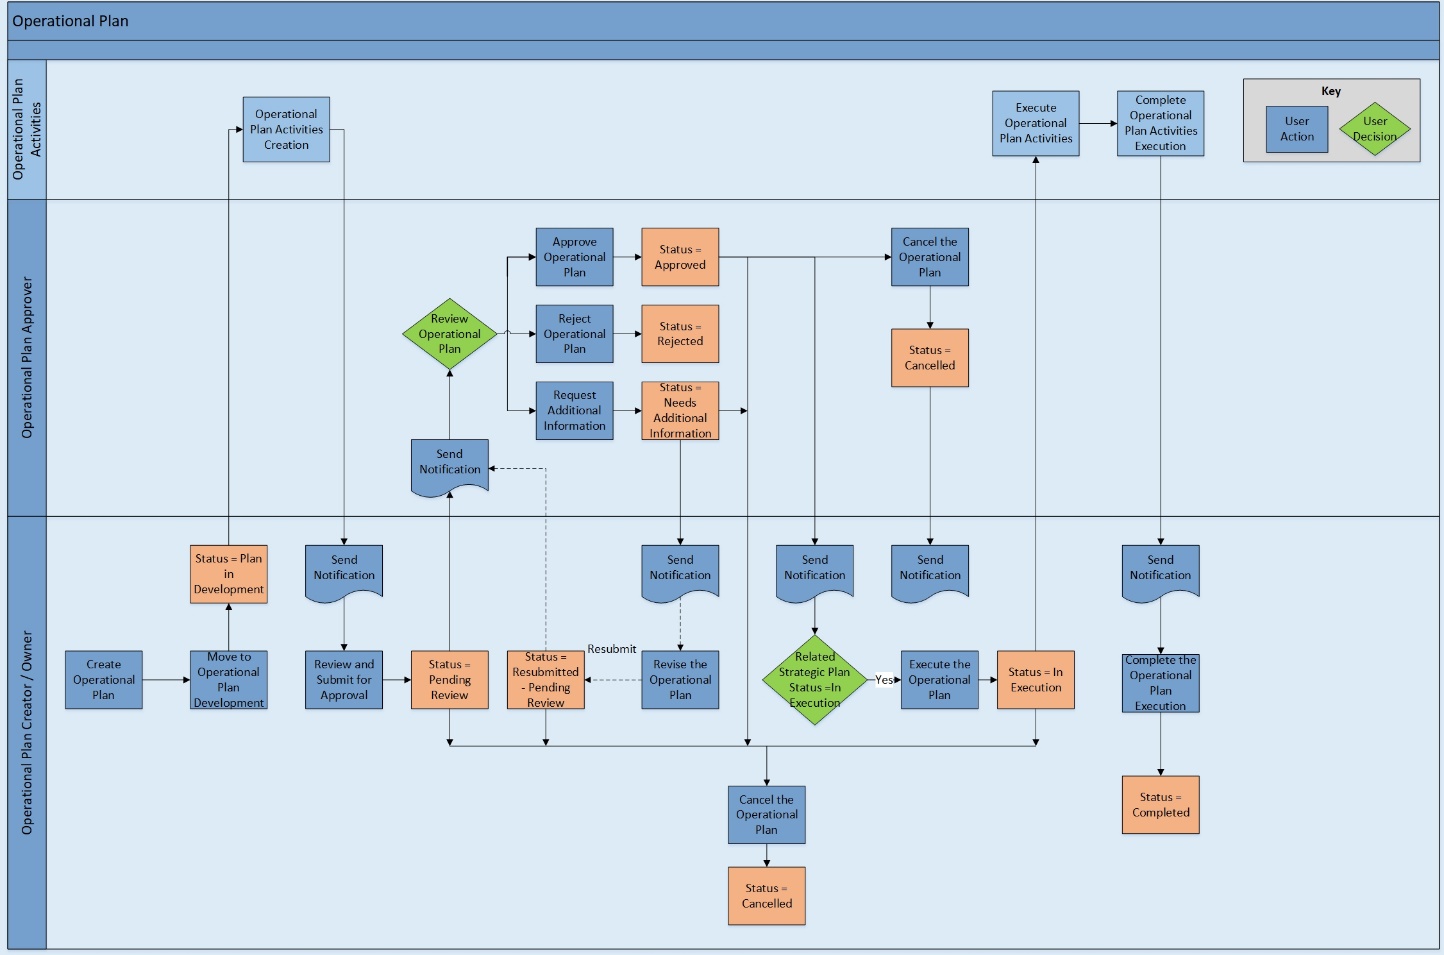 Operational Plan
Operational Plan
Activities
Operational
Plan Activities
Creation
Execute
Operational
Plan Activities
Complete
Operational
Plan Activities
Execution
Key
User
Action
User
Decision
Operational Plan Approver
Review
Operational
Plan
Approve
Operational
Plan
Status =
Approved
Cancel the
Operational
Plan
Reject
Operational
Plan
Status =
Rejected
Status =
Cancelled
Request
Additional
Information
Status =
Needs
Additional
Information
Send
Notification
Operational Plan Creator / Owner
Status = Plan
in
Development
Send
Notification
Send
Notification
Send
Notification
Send
Notification
Send
Notification
Create
Operational
Plan
Move to
Operational
Plan
Development
Review and
Submit for
Approval
Status =
Pending
Review
Status =
Resubmitted
- Pending
Review
Resubmit
Revise the
Operational
Plan
Related
Strategic Plan
Status =In
Execution
Yes
Execute the
Operational
Plan
Status = In
Execution
Complete the
Operational
Plan
Execution
Cancel the
Operational
Plan
Status =
Completed
Status =
Cancelled